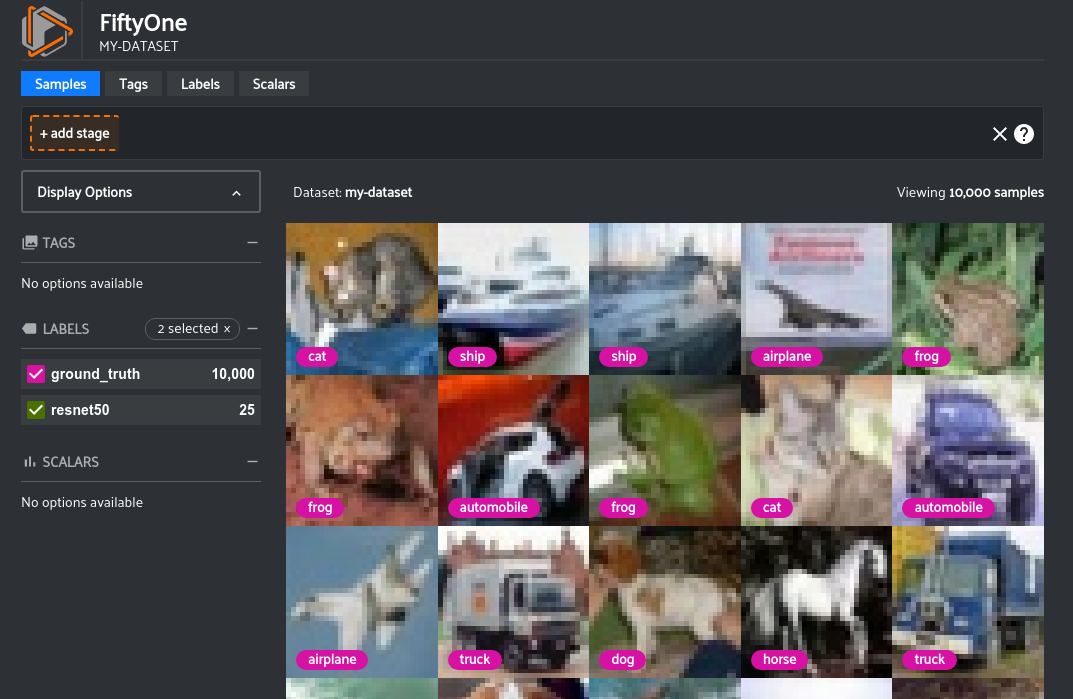 FiftyOne
MY-DATASET
Samples Tags Labels Scalars
+ add stage
?
Display Options
Dataset: my-dataset
Viewing 10,000 samples
TAGS
No options available
LABELS 2 selected ×
ground_truth 10,000
resnet50 25
SCALARS
No options available
cat ship ship airplane frog
frog automobile frog cat automobile
airplane truck dog horse truck